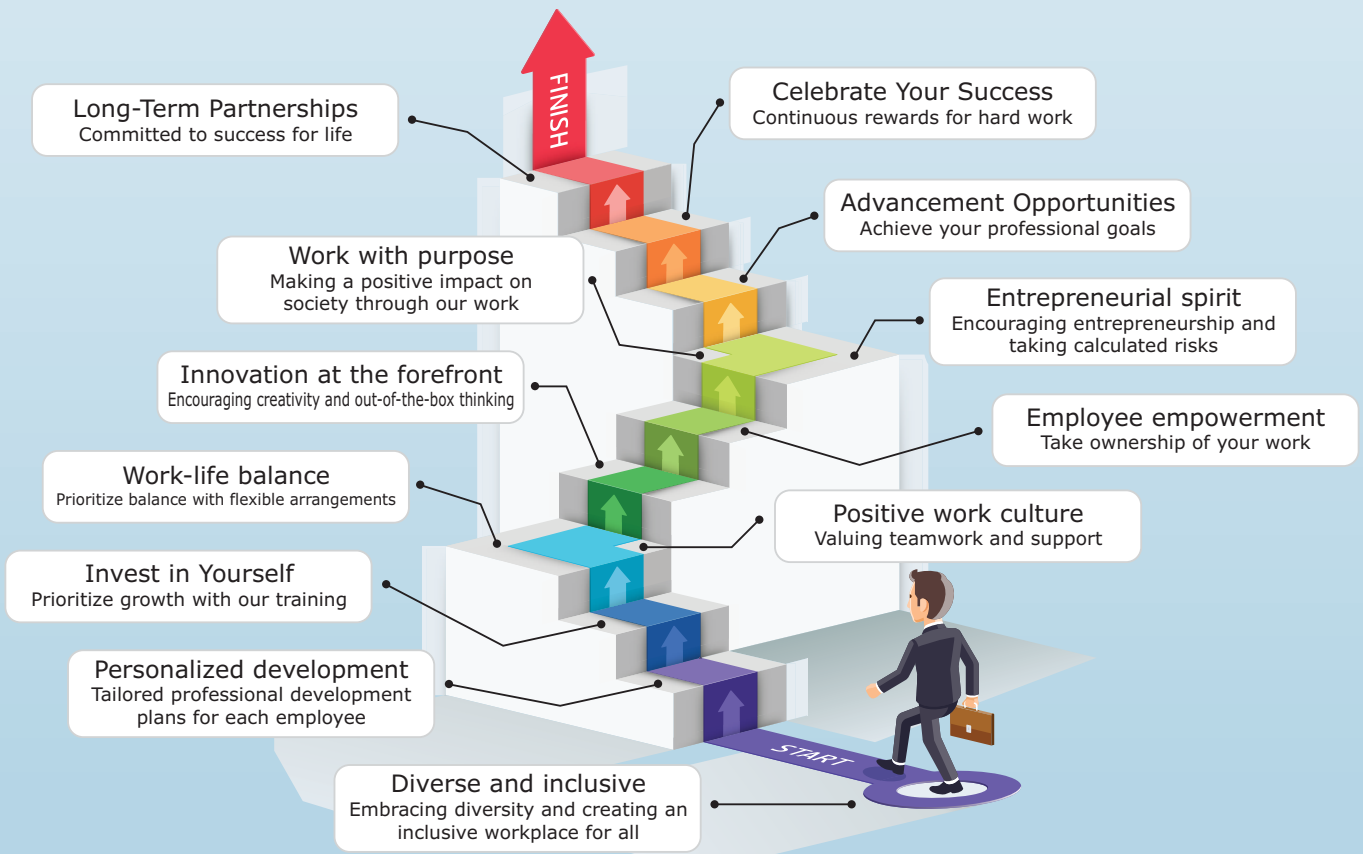 FINISH
Long-Term Partnerships
Committed to success for life
Celebrate Your Success
Continuous rewards for hard work
Advancement Opportunities
Achieve your professional goals
Work with purpose
Making a positive impact on
society through our work
Entrepreneurial spirit
Encouraging entrepreneurship and
taking calculated risks
Innovation at the forefront
Encouraging creativity and out-of-the-box thinking
Employee empowerment
Take ownership of your work
Work-life balance
Prioritize balance with flexible arrangements
Positive work culture
Valuing teamwork and support
Invest in Yourself
Prioritize growth with our training
Personalized development
Tailored professional development
plans for each employee
START
Diverse and inclusive
Embracing diversity and creating an
inclusive workplace for all